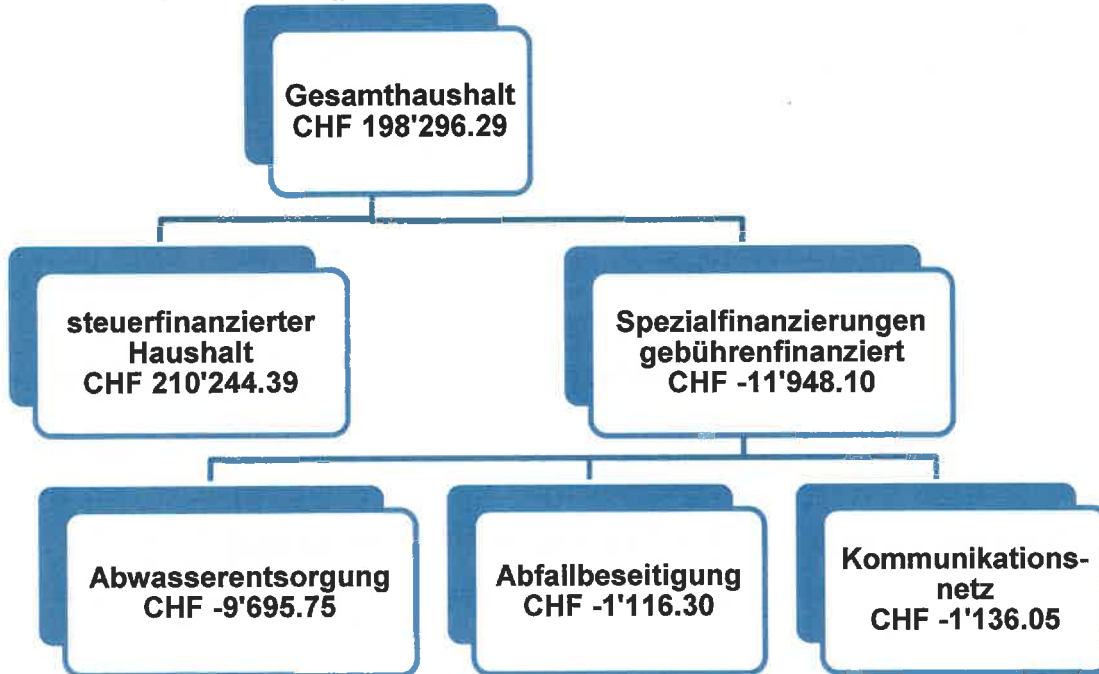 Gesamthaushalt
CHF 198'296.29
steuerfinanzierter
Haushalt
CHF 210'244.39
Spezialfinanzierungen
gebührenfinanziert
CHF -11'948.10
Abwasserentsorgung
CHF -9'695.75
Abfallbeseitigung
CHF -1'116.30
Kommunikations-
netz
CHF -1'136.05